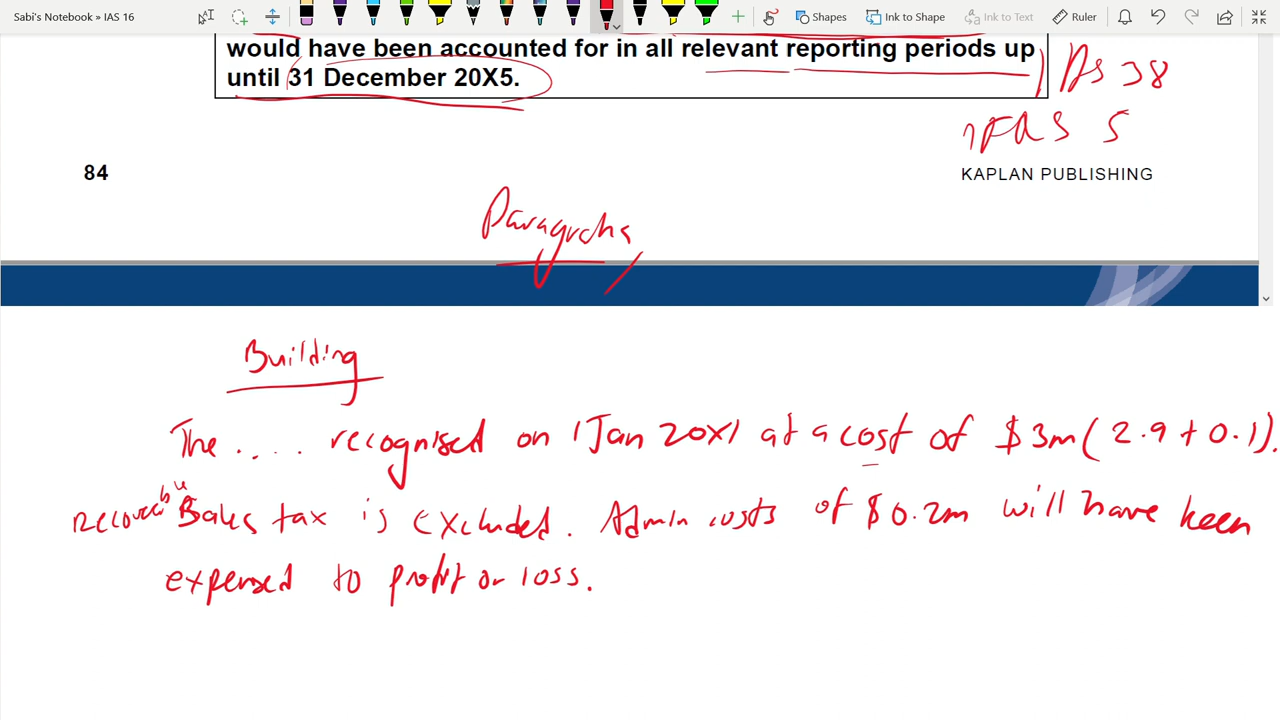 Sabi's Notebook » IAS 16
Shapes
Ink to Shape
Ink to Text
Ruler
would have been accounted for in all relevant reporting periods up
until 31 December 20X5.
IAS 38
IFRS 5
84
KAPLAN PUBLISHING
Paragraphs
Building
The .... recognised on 1 Jan 20X1 at a cost of $3m (2.9 + 0.1).
Sales tax is excluded. Admin costs of $0.2m will have been
expensed to profit or loss.